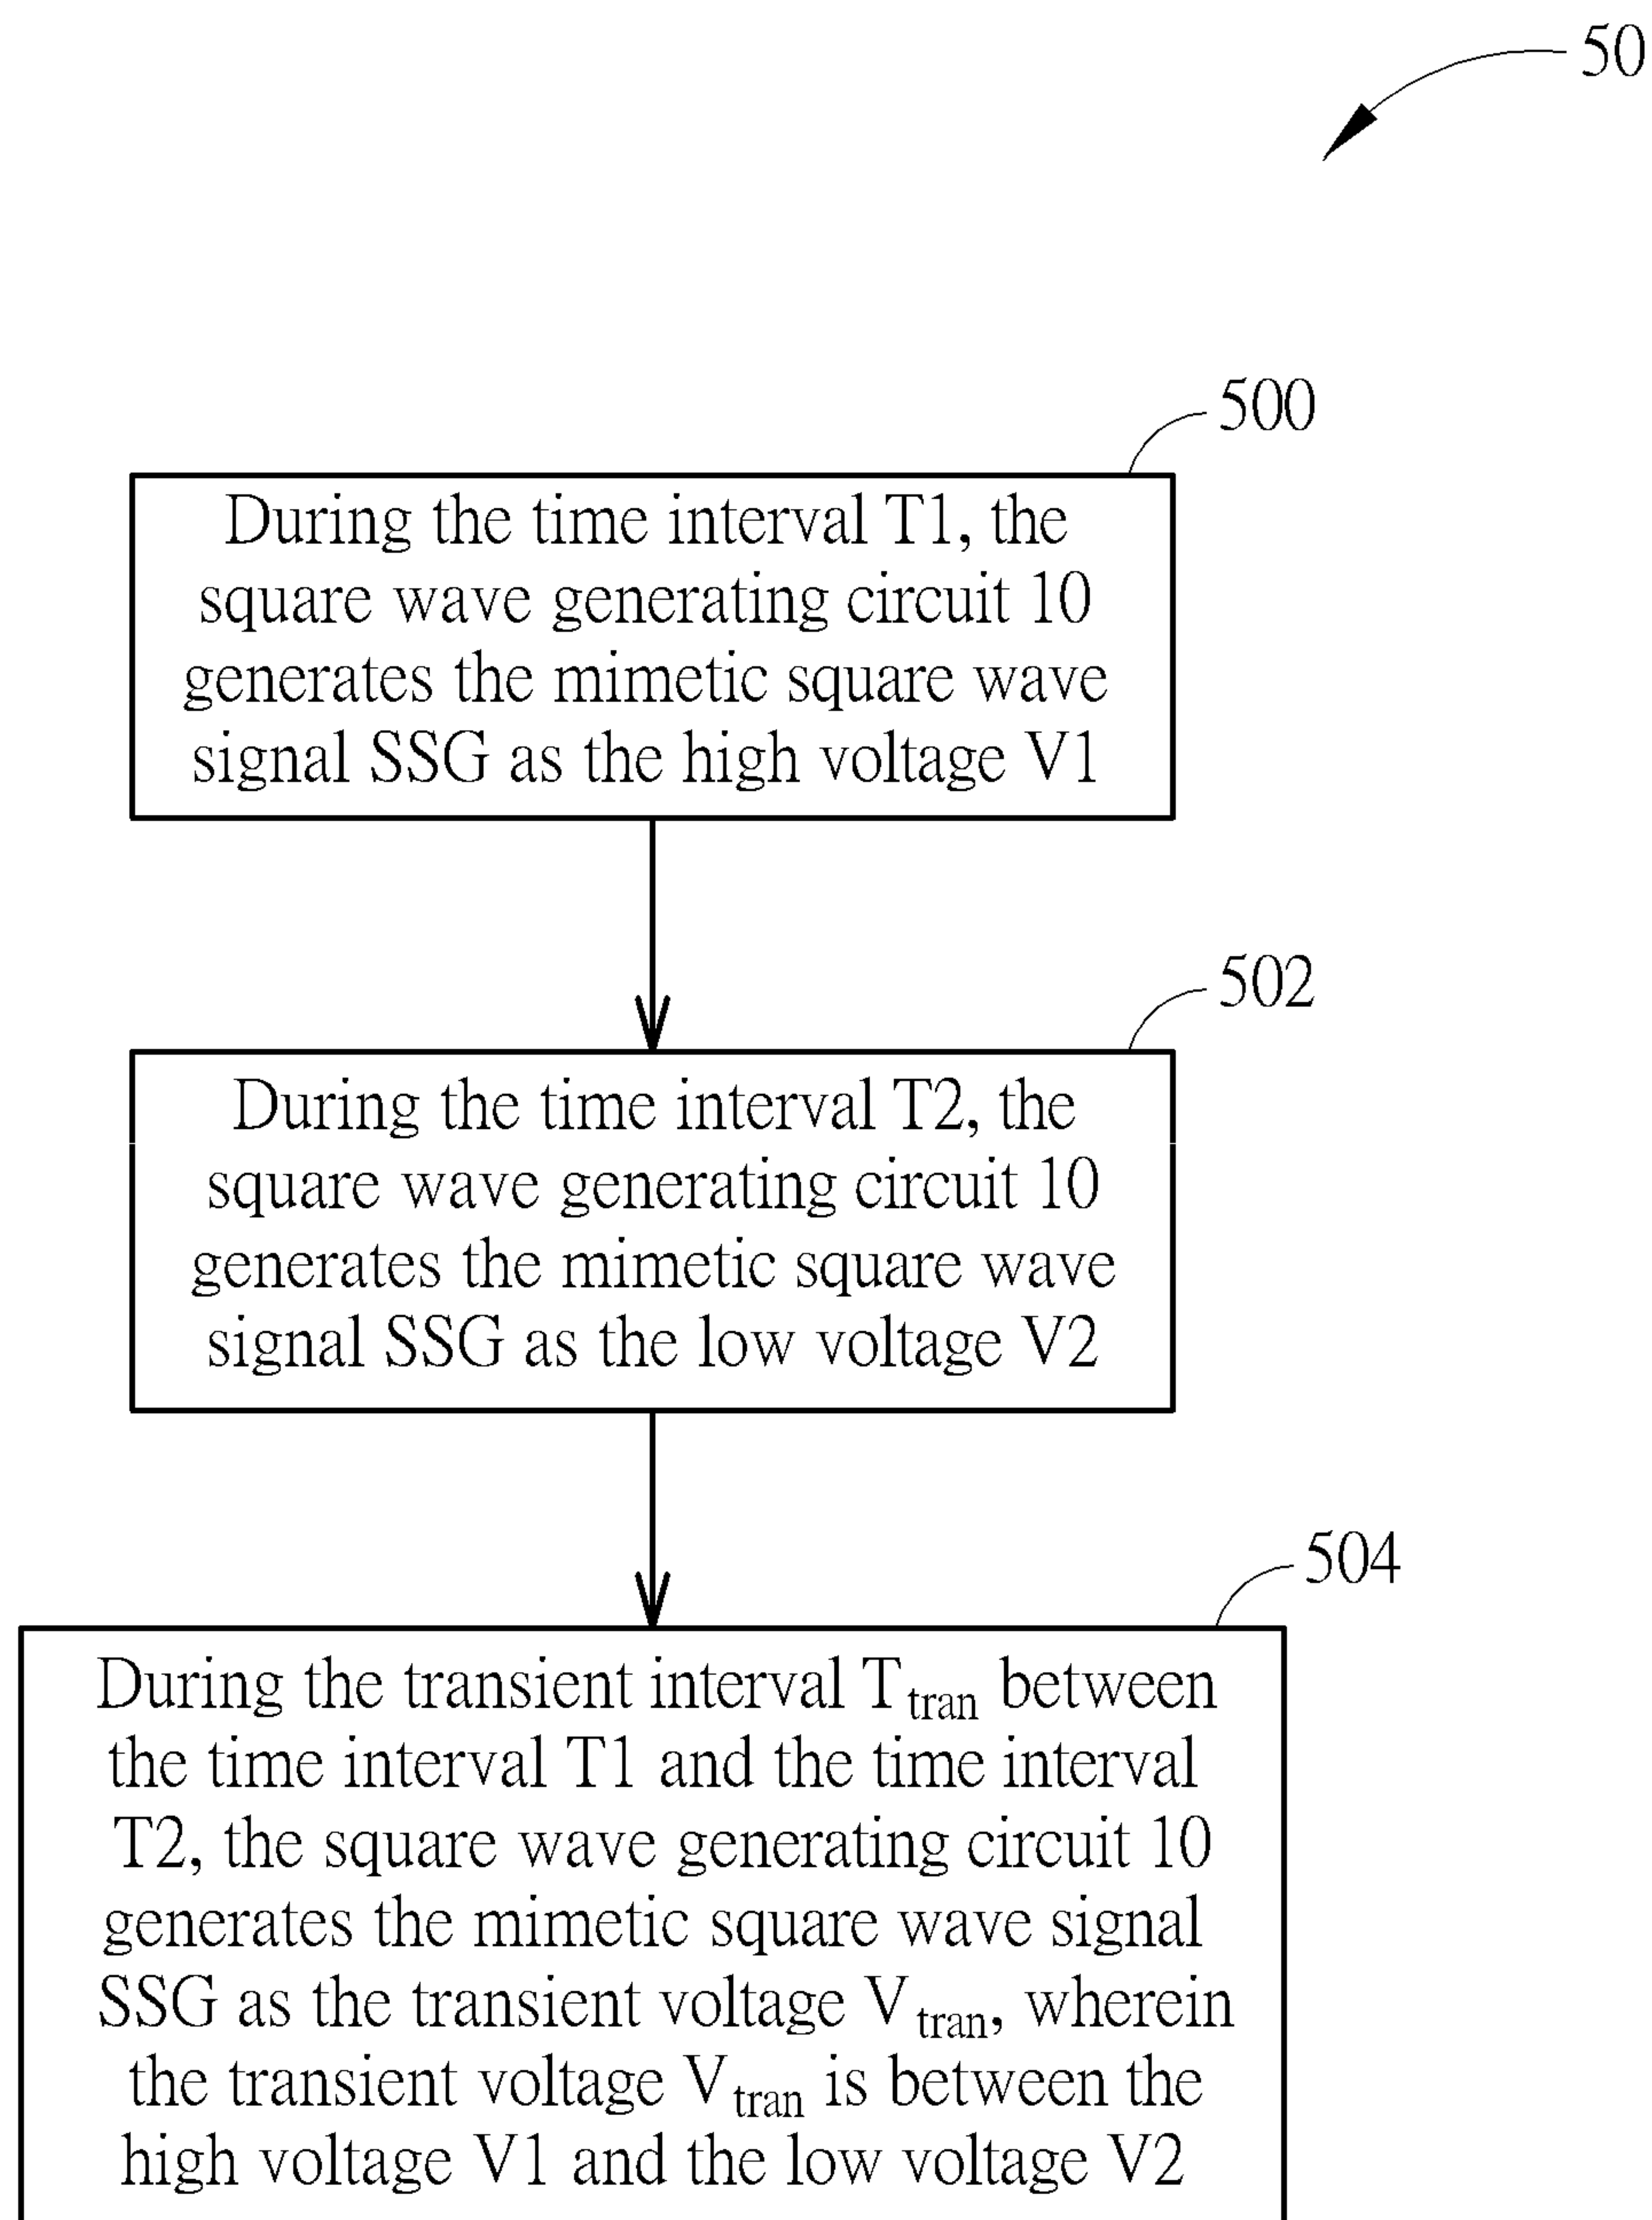 50
500
During the time interval T1, the
square wave generating circuit 10
generates the mimetic square wave
signal SSG as the high voltage V1
502
During the time interval T2, the
square wave generating circuit 10
generates the mimetic square wave
signal SSG as the low voltage V2
504
During the transient interval T_tran between
the time interval T1 and the time interval
T2, the square wave generating circuit 10
generates the mimetic square wave signal
SSG as the transient voltage V_tran, wherein
the transient voltage V_tran is between the
high voltage V1 and the low voltage V2